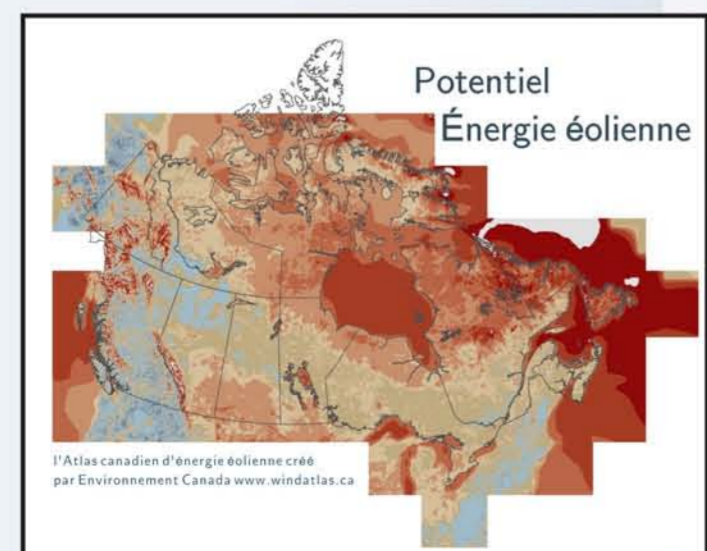 Potentiel
Énergie éolienne
l'Atlas canadien d'énergie éolienne créé
par Environnement Canada www.windatlas.ca